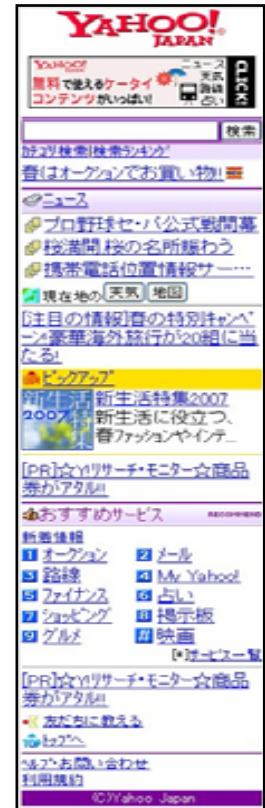 YAHOO!
JAPAN
YAHOO!
無料で使えるケータイ
コンテンツがいっぱい!
ニュース
天気
路線
占い
CLICK!
検索
カテゴリ検索|検索ランキング
春はオークションでお買い物!!
ニュース
プロ野球セ・パ公式戦開幕
桜満開 桜の名所賑わう
携帯電話位置情報サー…
現在地の 天気 地図
[注目の情報]春の特別キャンペ
ーン豪華海外旅行が20組に当
たる!
ピックアップ
新生活
2007
新生活特集2007
新生活に役立つ、
春ファッションやインテ…
[PR]☆Y!リサーチ・モニター☆商品
券がアタル!!
おすすめサービス RECOMMEND
新着情報
1 オークション 2 メール
3 路線 4 My Yahoo!
5 ファイナンス 6 占い
7 ショッピング 8 掲示板
9 グルメ # 映画
[*]サービス一覧
[PR]☆Y!リサーチ・モニター☆商品
券がアタル!!
友だちに教える
トップへ
ヘルプ・お問い合わせ
利用規約
(C)Yahoo Japan